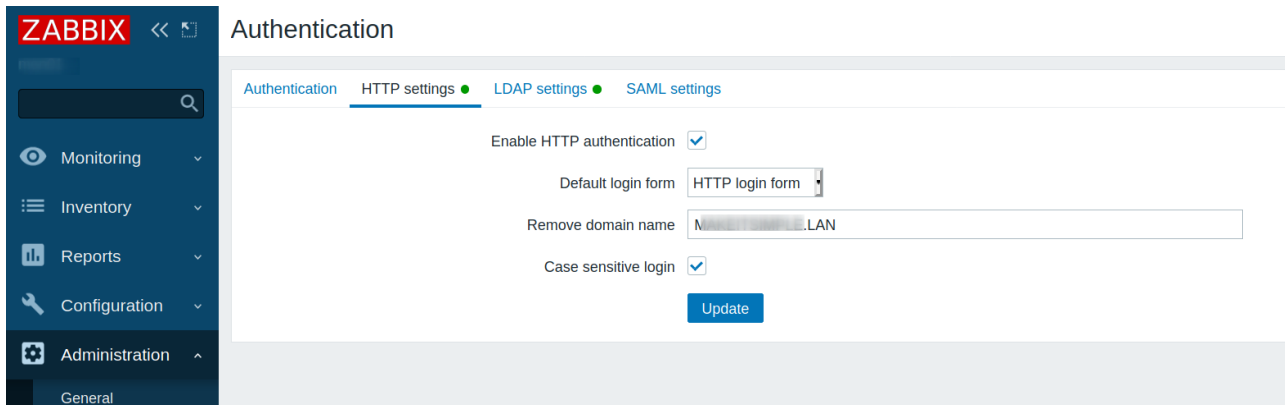 ZABBIX
Authentication
Authentication HTTP settings LDAP settings SAML settings
Enable HTTP authentication
Default login form HTTP login form
Remove domain name .LAN
Case sensitive login
Update
Monitoring
Inventory
Reports
Configuration
Administration
General